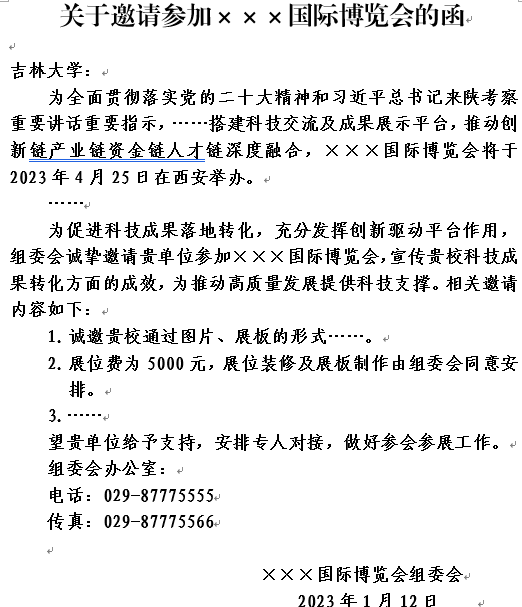 关于邀请参加×××国际博览会的函
吉林大学：
为全面贯彻落实党的二十大精神和习近平总书记来陕考察
重要讲话重要指示，……搭建科技交流及成果展示平台，推动创
新链产业链资金链人才链深度融合，×××国际博览会将于
2023年4月25日在西安举办。
……
为促进科技成果落地转化，充分发挥创新驱动平台作用，
组委会诚挚邀请贵单位参加×××国际博览会，宣传贵校科技成
果转化方面的成效，为推动高质量发展提供科技支撑。相关邀请
内容如下：
1. 诚邀贵校通过图片、展板的形式……。
2. 展位费为5000元，展位装修及展板制作由组委会同意安
排。
3. ……
望贵单位给予支持，安排专人对接，做好参会参展工作。
组委会办公室：
电话：029-87775555
传真：029-87775566
×××国际博览会组委会
2023年1月12日